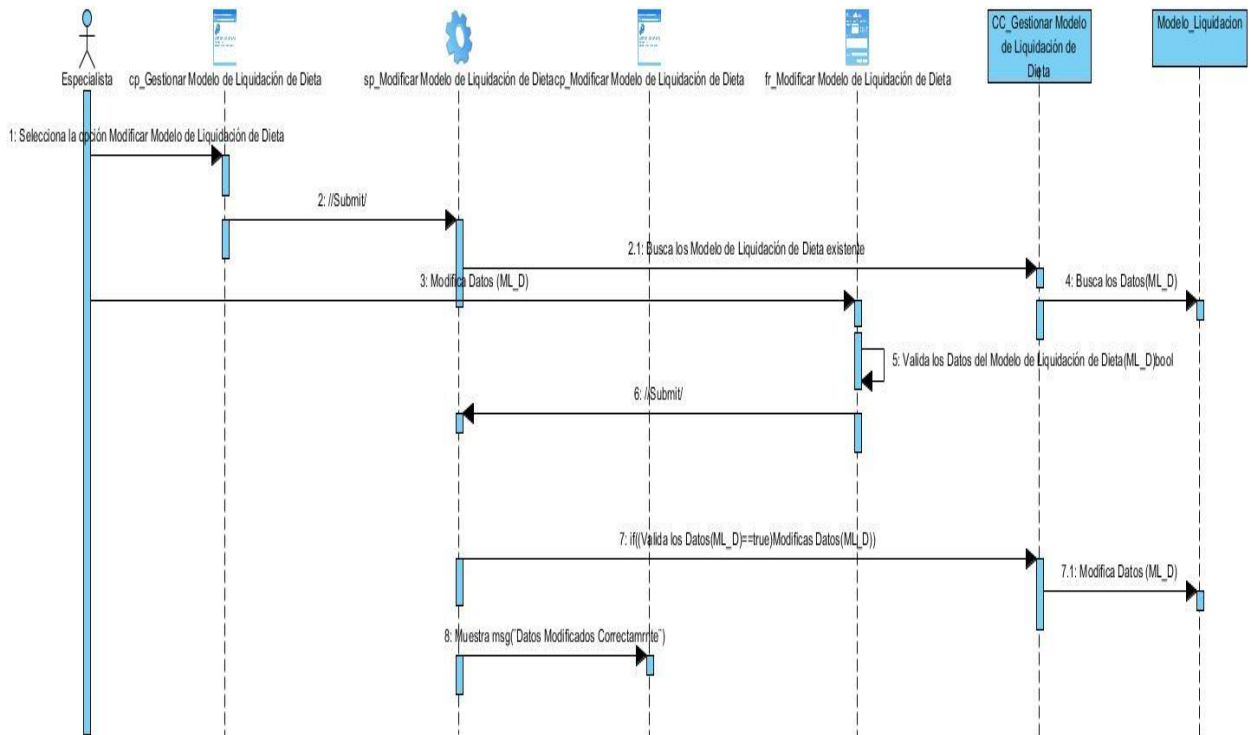 CC_Gestionar Modelo
de Liquidación de
Dieta
Modelo_Liquidacion
Especialista
cp_Gestionar Modelo de Liquidación de Dieta
sp_Modificar Modelo de Liquidación de Dieta
cp_Modificar Modelo de Liquidación de Dieta
fr_Modificar Modelo de Liquidación de Dieta
1: Selecciona la opción Modificar Modelo de Liquidación de Dieta
2: //Submit/
2.1: Busca los Modelo de Liquidación de Dieta existente
3: Modifica Datos (ML_D)
4: Busca los Datos(ML_D)
5: Valida los Datos del Modelo de Liquidación de Dieta(ML_D)bool
6: //Submit/
7: if((Valida los Datos(ML_D)==true)Modificas Datos(ML_D))
7.1: Modifica Datos (ML_D)
8: Muestra msg(¨Datos Modificados Correctamrnte¨)